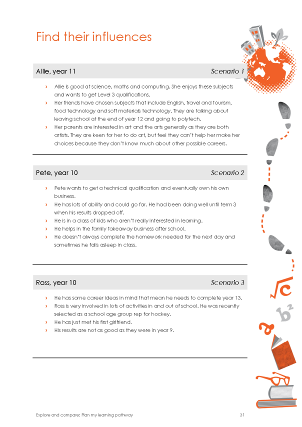 Find their influences
Allie, year 11 Scenario 1
Allie is good at science, maths and computing. She enjoys these subjects
and wants to get Level 3 qualifications.
Her friends have chosen subjects that include English, travel and tourism,
food technology and soft materials technology. They are talking about
leaving school at the end of year 12 and going to polytech.
Her parents are interested in art and the arts generally as they are both
artists. They are keen for her to do art, but feel they can't help her make her
choices because they don't know much about other possible careers.
Pete, year 10 Scenario 2
Pete wants to get a technical qualification and eventually own his own
business.
He has lots of ability and could go far. He had been doing well until term 3
when his results dropped off.
He is in a class of kids who aren't really interested in learning.
He helps in the family takeaway business after school.
He doesn't always complete the homework needed for the next day and
sometimes he falls asleep in class.
Ross, year 10 Scenario 3
He has some career ideas in mind that mean he needs to complete year 13.
Ross is very involved in lots of activities in and out of school. He was recently
selected as a school age group rep for hockey.
He has just met his first girlfriend.
His results are not as good as they were in year 9.
√c
a
b²
Explore and compare: Plan my learning pathway 31